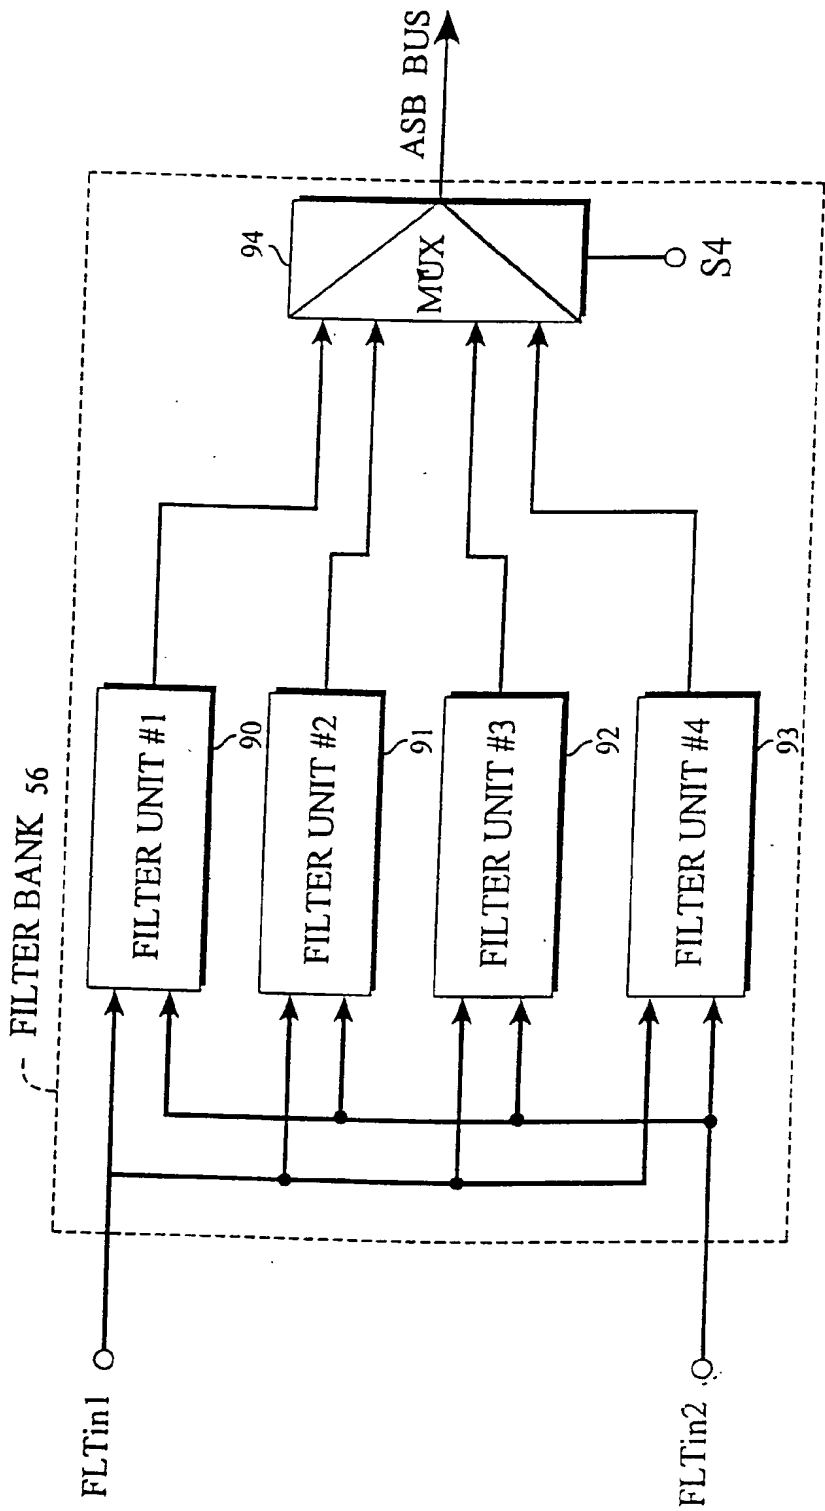 FILTER BANK 56
FLTin1
FLTin2
FILTER UNIT #1
90
FILTER UNIT #2
91
FILTER UNIT #3
92
FILTER UNIT #4
93
94
MUX
S4
ASB BUS